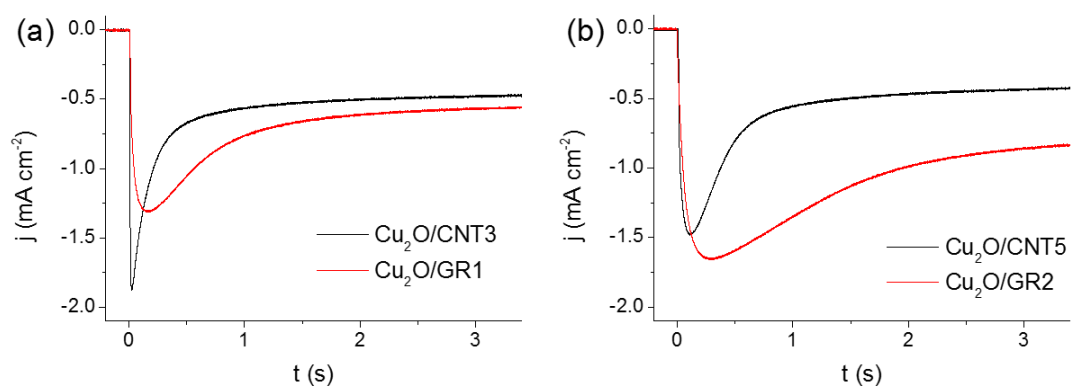 (a)
0.0
-0.5
-1.0
-1.5
-2.0
j (mA cm⁻²)
Cu₂O/CNT3
Cu₂O/GR1
0 1 2 3
t (s)
(b)
0.0
-0.5
-1.0
-1.5
-2.0
j (mA cm⁻²)
Cu₂O/CNT5
Cu₂O/GR2
0 1 2 3
t (s)